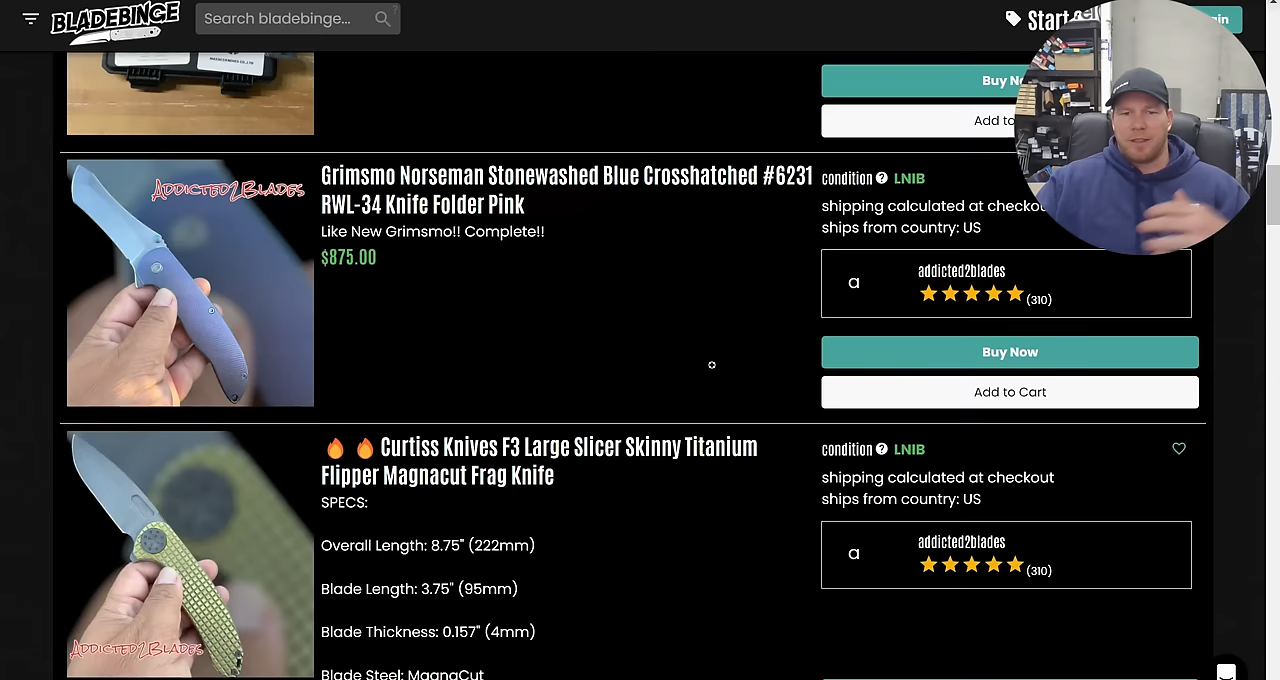 BLADEBINGE
Search bladebinge...
Start
Buy
Add to
ADDICTED2BLADES
Grimsmo Norseman Stonewashed Blue Crosshatched #6231
RWL-34 Knife Folder Pink
Like New Grimsmo!! Complete!!
$875.00
condition ? LNIB
shipping calculated at
ships from country: US
a
addicted2blades
(310)
Buy Now
Add to Cart
ADDICTED2BLADES
🔥 🔥 Curtiss Knives F3 Large Slicer Skinny Titanium
Flipper Magnacut Frag Knife
SPECS:
Overall Length: 8.75" (222mm)
Blade Length: 3.75" (95mm)
Blade Thickness: 0.157" (4mm)
Blade Steel: MagnaCut
condition ? LNIB
shipping calculated at checkout
ships from country: US
a
addicted2blades
(310)